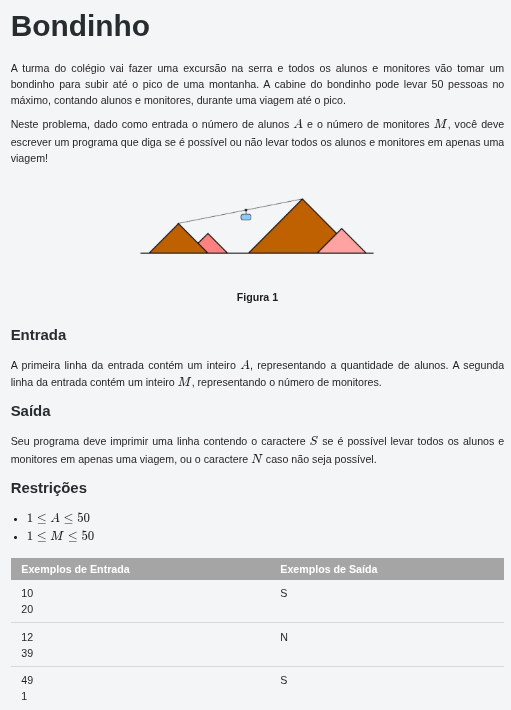 Bondinho
A turma do colégio vai fazer uma excursão na serra e todos os alunos e monitores vão tomar um
bondinho para subir até o pico de uma montanha. A cabine do bondinho pode levar 50 pessoas no
máximo, contando alunos e monitores, durante uma viagem até o pico.
Neste problema, dado como entrada o número de alunos A e o número de monitores M, você deve
escrever um programa que diga se é possível ou não levar todos os alunos e monitores em apenas uma
viagem!
Figura 1
Entrada
A primeira linha da entrada contém um inteiro A, representando a quantidade de alunos. A segunda
linha da entrada contém um inteiro M, representando o número de monitores.
Saída
Seu programa deve imprimir uma linha contendo o caractere S se é possível levar todos os alunos e
monitores em apenas uma viagem, ou o caractere N caso não seja possível.
Restrições
• 1 ≤ A ≤ 50
• 1 ≤ M ≤ 50
Exemplos de Entrada Exemplos de Saída
10 S
20
12 N
39
49 S
1